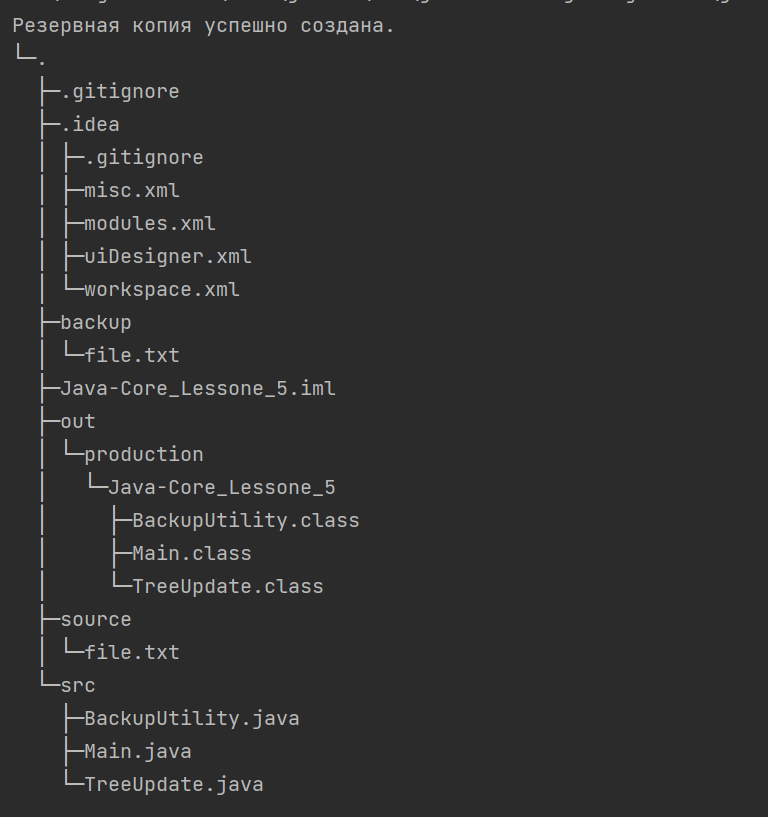 Резервная копия успешно создана.
└─.
  ├─.gitignore
  ├─.idea
  │ ├─.gitignore
  │ ├─misc.xml
  │ ├─modules.xml
  │ ├─uiDesigner.xml
  │ └─workspace.xml
  ├─backup
  │ └─file.txt
  ├─Java-Core_Lessone_5.iml
  ├─out
  │ └─production
  │   └─Java-Core_Lessone_5
  │     ├─BackupUtility.class
  │     ├─Main.class
  │     └─TreeUpdate.class
  ├─source
  │ └─file.txt
  └─src
    ├─BackupUtility.java
    ├─Main.java
    └─TreeUpdate.java